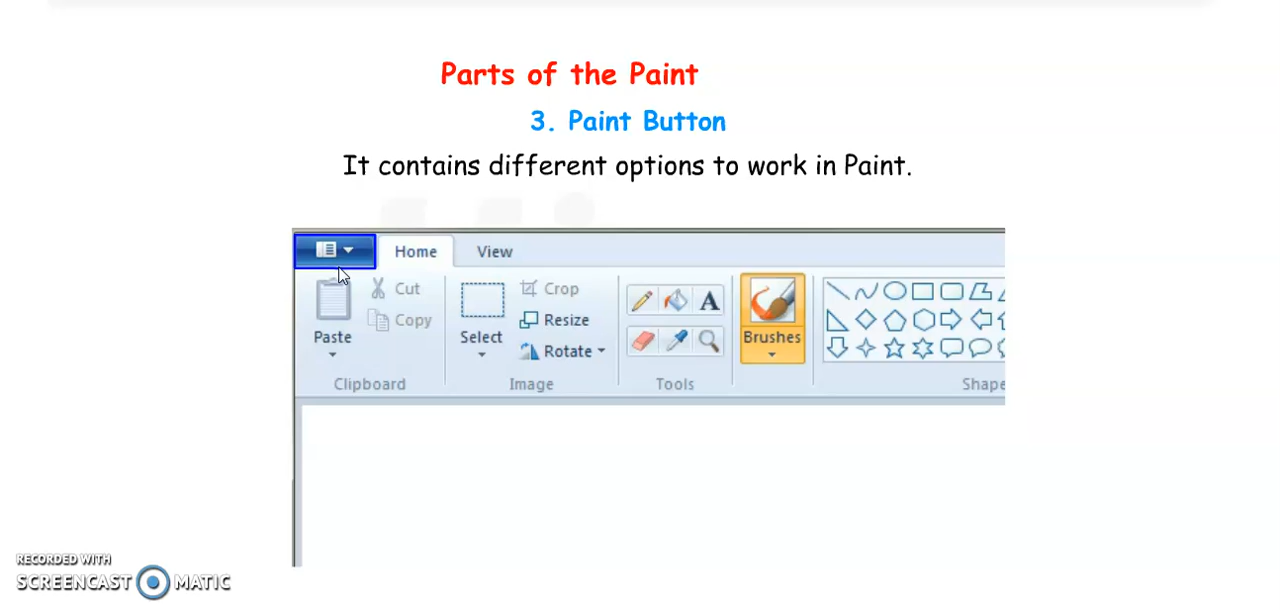 Parts of the Paint
3. Paint Button
It contains different options to work in Paint.
Home View
Cut
Crop
Copy
Resize
A
Paste
Select
Rotate
Brushes
Clipboard
Image
Tools
Shape
RECORDED WITH
SCREENCAST MATIC